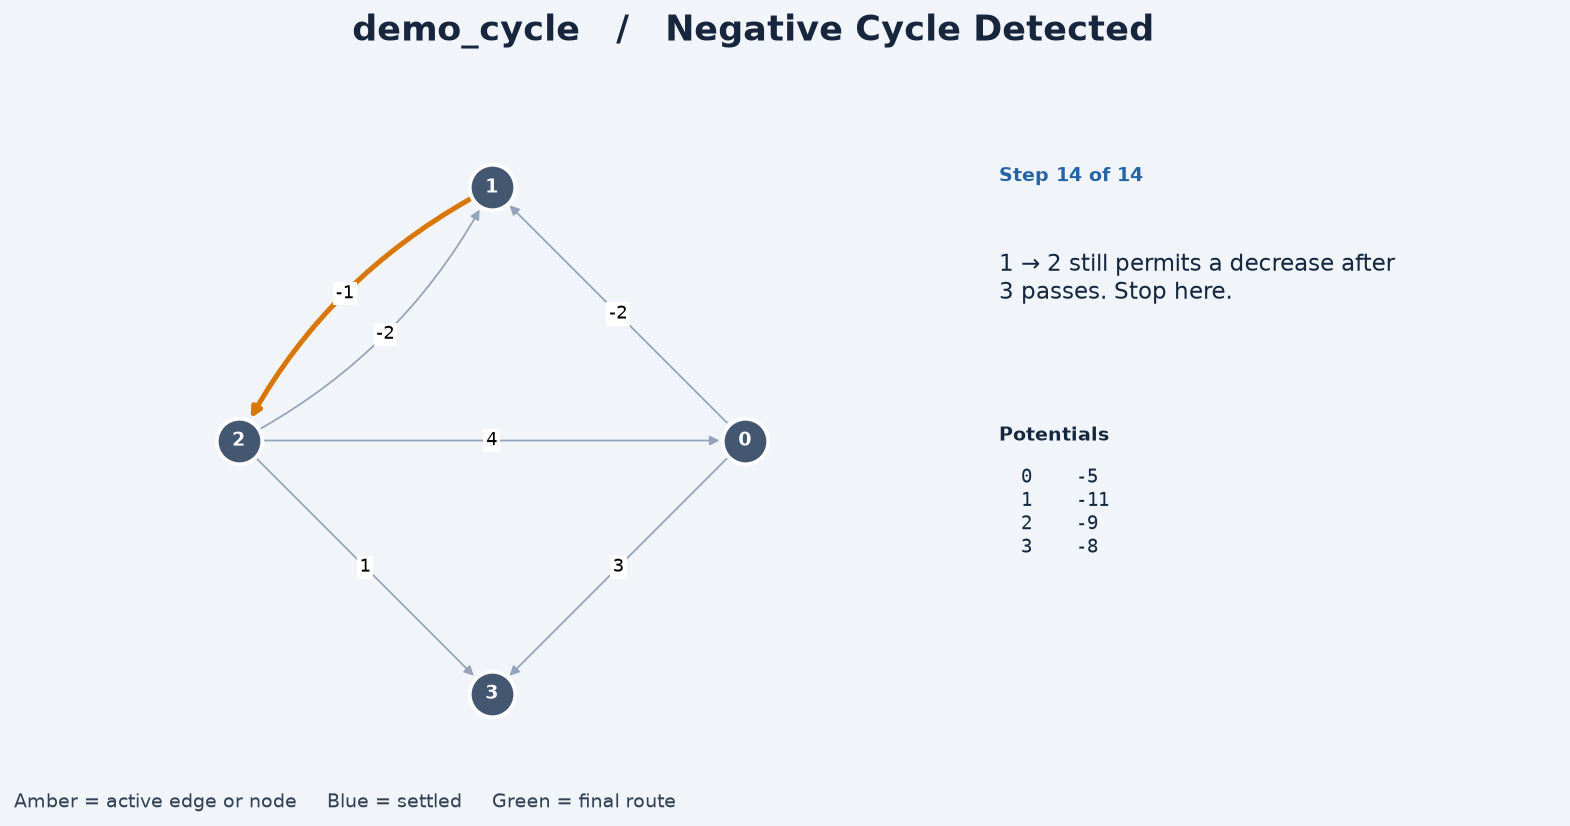 demo_cycle / Negative Cycle Detected
Step 14 of 14
1 → 2 still permits a decrease after
3 passes. Stop here.
1
-1
-2
-2
2
4
0
1
3
3
Potentials
0 -5
1 -11
2 -9
3 -8
Amber = active edge or node Blue = settled Green = final route